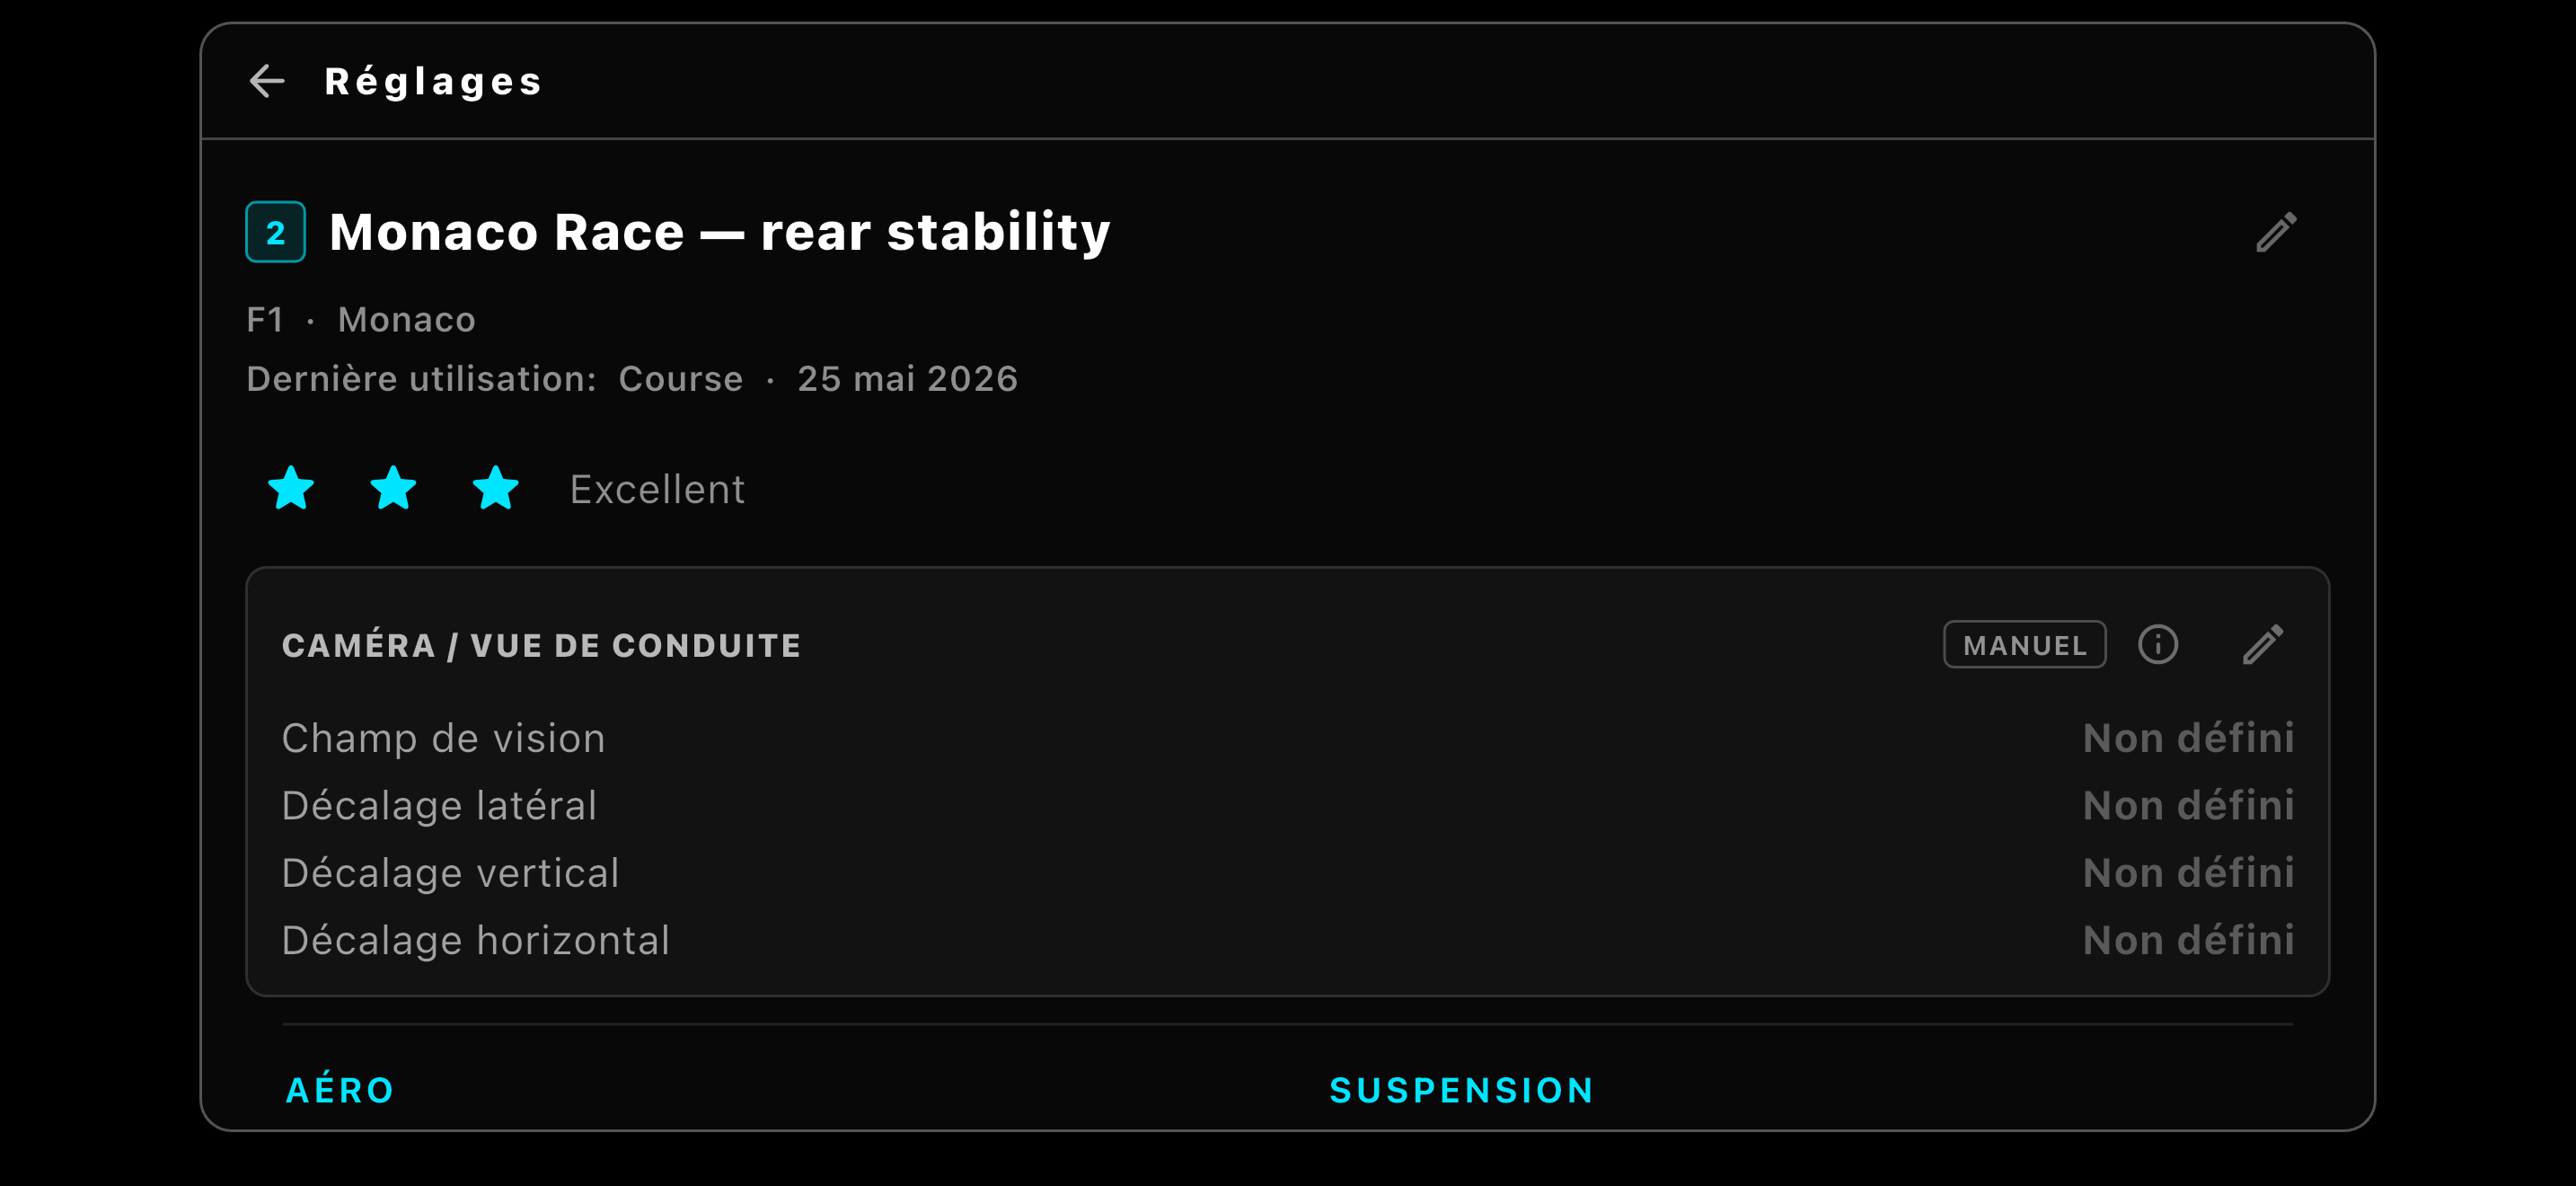 Réglages
2 Monaco Race — rear stability
F1 · Monaco
Dernière utilisation: Course · 25 mai 2026
Excellent
CAMÉRA / VUE DE CONDUITE MANUEL
Champ de vision Non défini
Décalage latéral Non défini
Décalage vertical Non défini
Décalage horizontal Non défini
AÉRO SUSPENSION